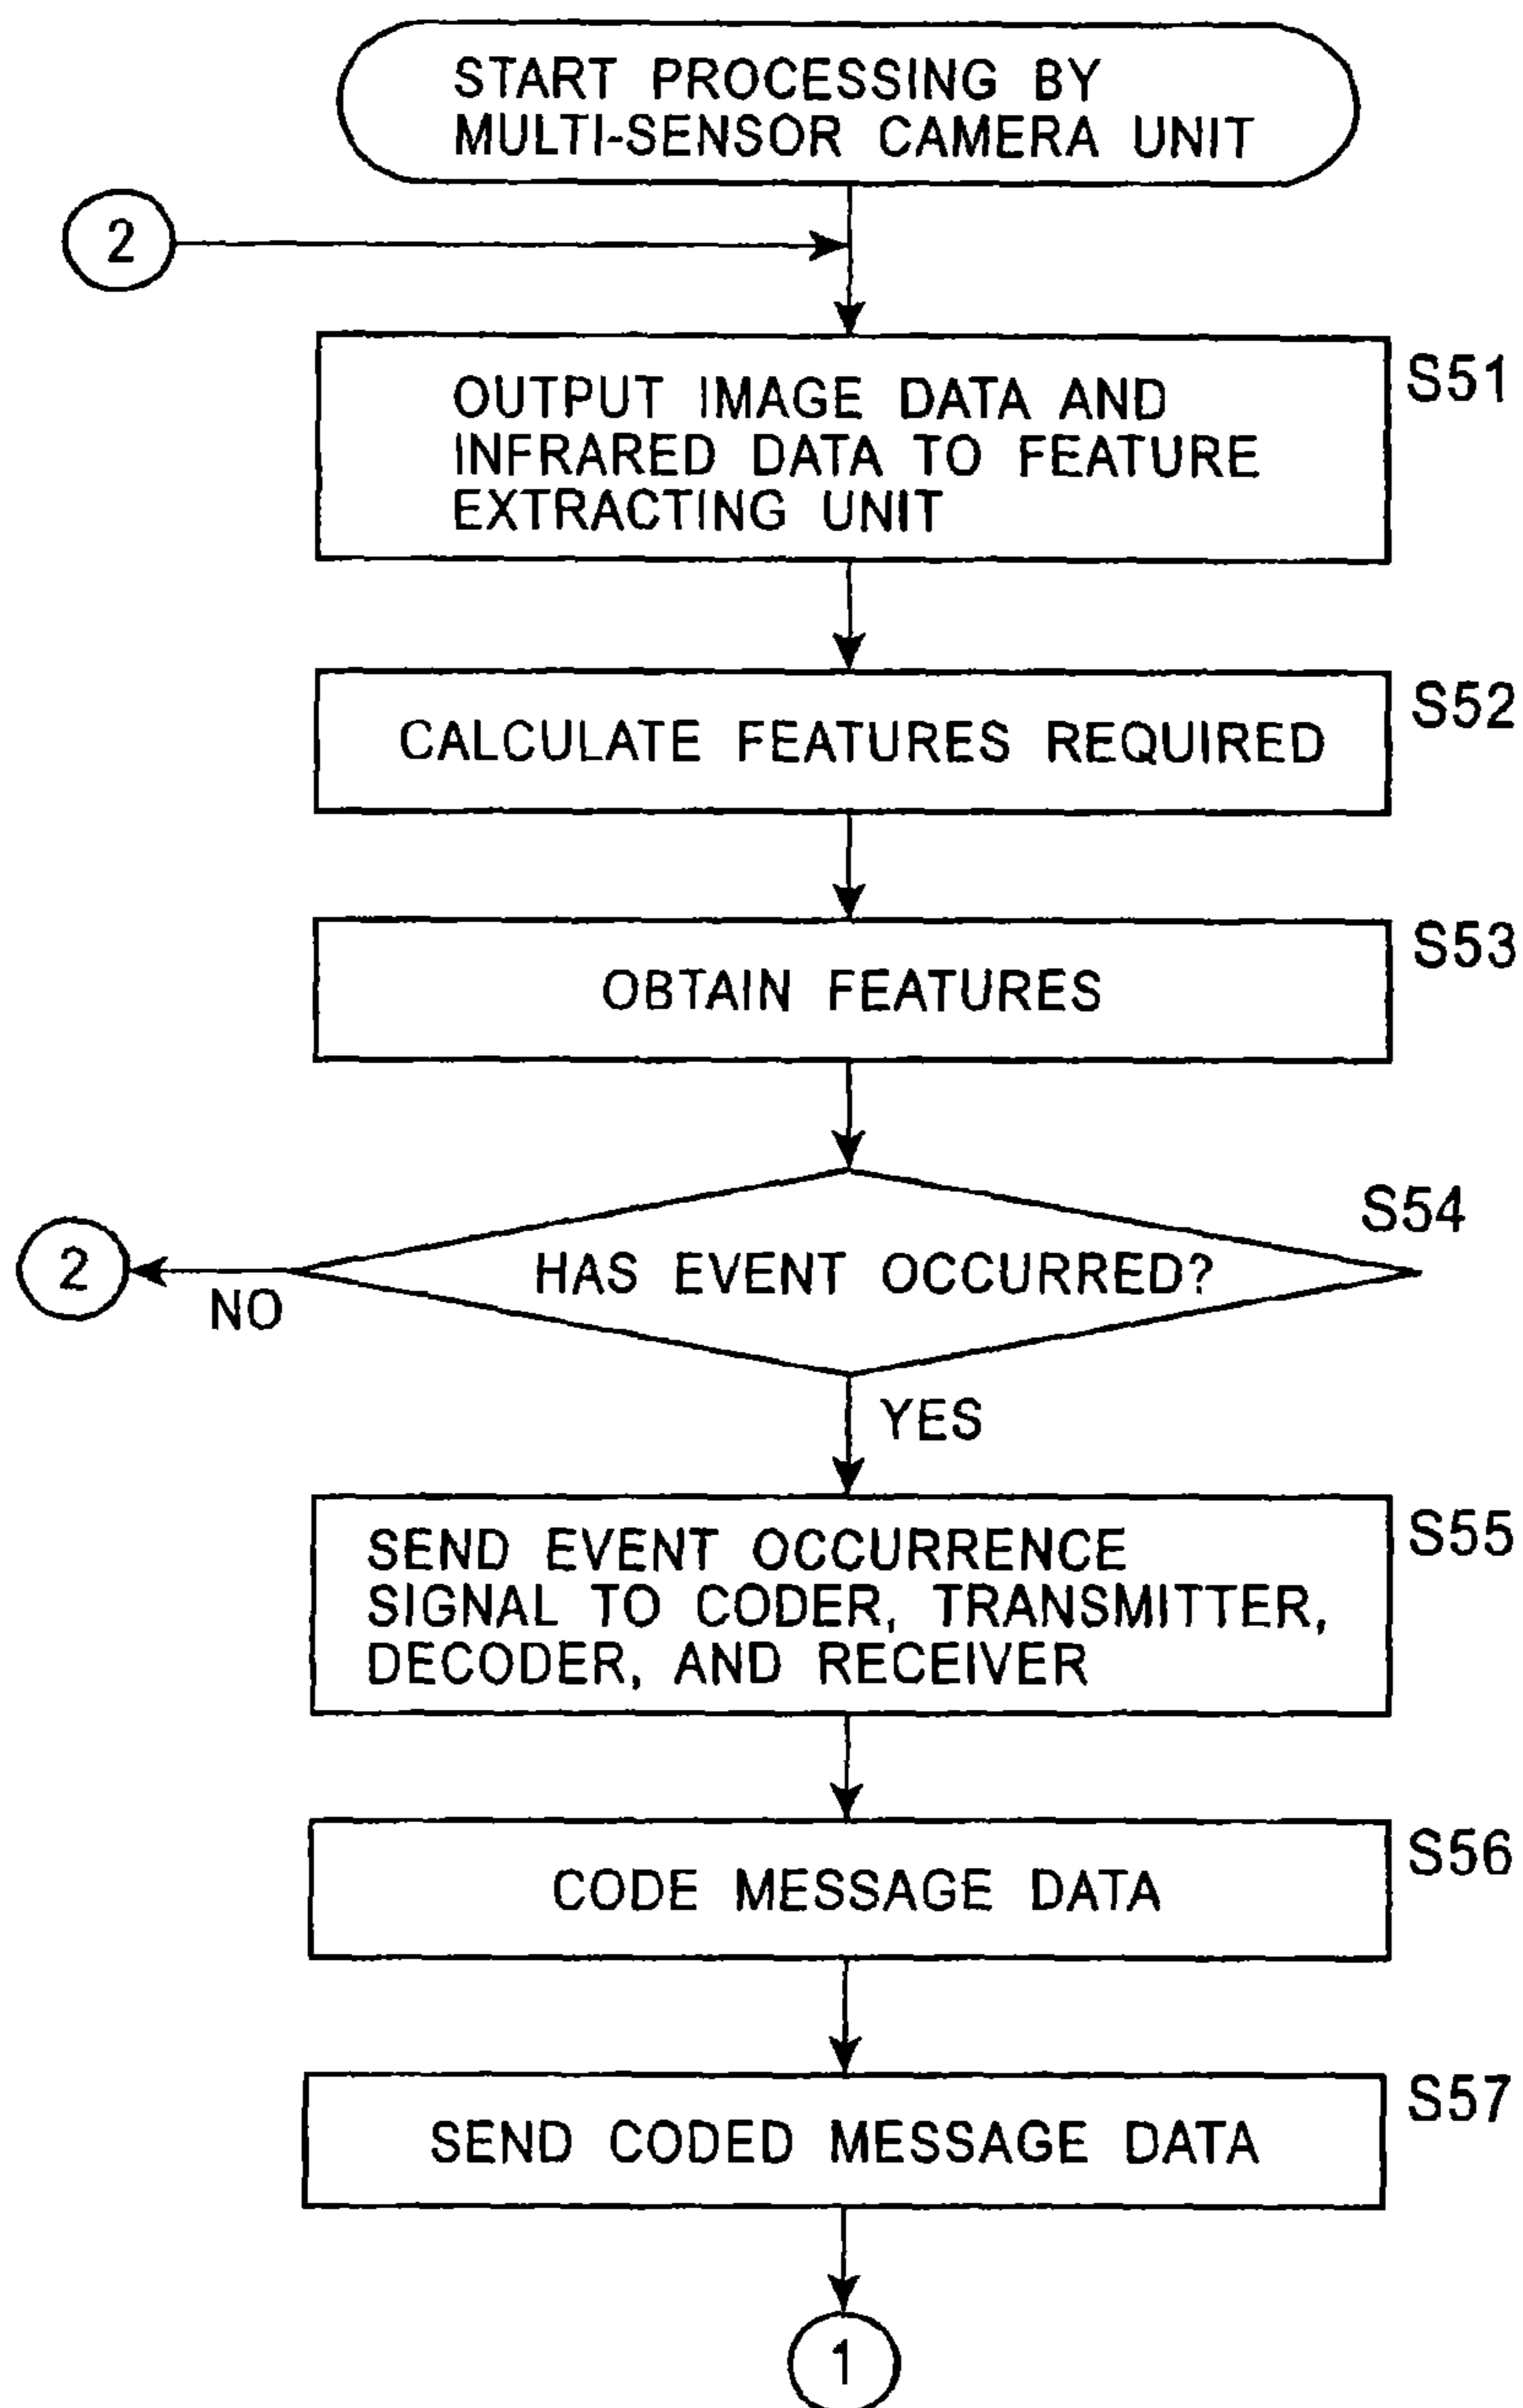 START PROCESSING BY
MULTI-SENSOR CAMERA UNIT
2
OUTPUT IMAGE DATA AND
INFRARED DATA TO FEATURE
EXTRACTING UNIT
S51
CALCULATE FEATURES REQUIRED
S52
OBTAIN FEATURES
S53
HAS EVENT OCCURRED?
S54
2
NO
YES
SEND EVENT OCCURRENCE
SIGNAL TO CODER, TRANSMITTER,
DECODER, AND RECEIVER
S55
CODE MESSAGE DATA
S56
SEND CODED MESSAGE DATA
S57
1